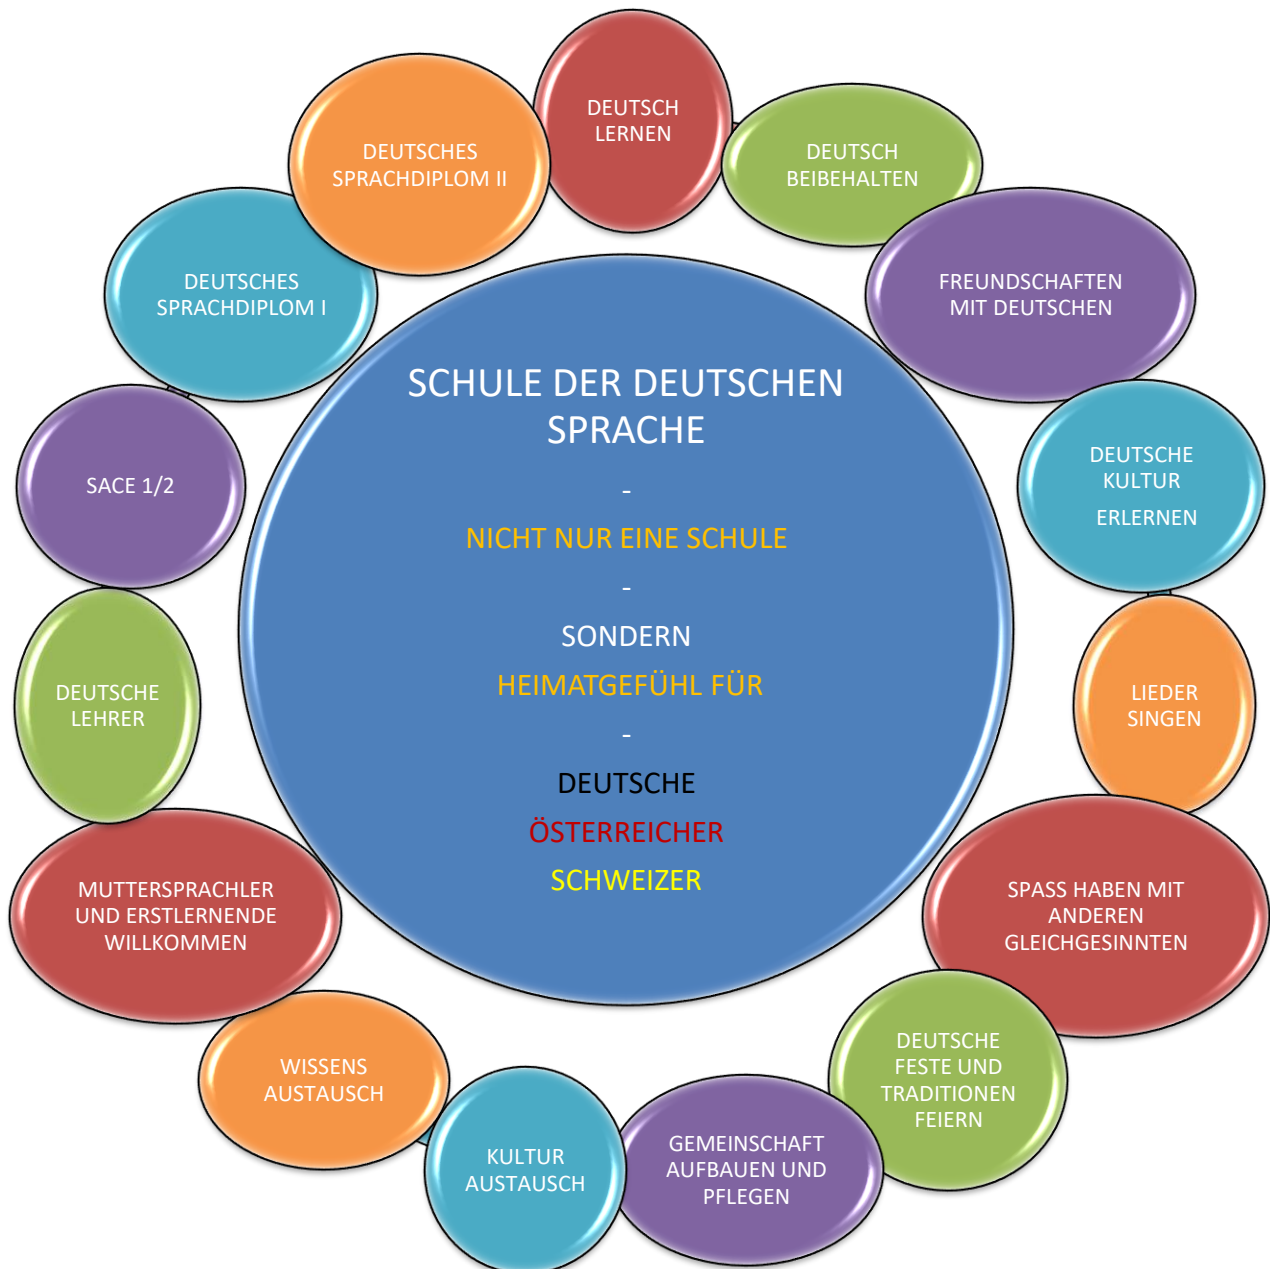 DEUTSCH
LERNEN
DEUTSCH
BEIBEHALTEN
FREUNDSCHAFTEN
MIT DEUTSCHEN
DEUTSCHE
KULTUR
ERLERNEN
LIEDER
SINGEN
SPASS HABEN MIT
ANDEREN
GLEICHGESINNTEN
DEUTSCHE
FESTE UND
TRADITIONEN
FEIERN
GEMEINSCHAFT
AUFBAUEN UND
PFLEGEN
KULTUR
AUSTAUSCH
WISSENS
AUSTAUSCH
MUTTERSPRACHLER
UND ERSTLERNENDE
WILLKOMMEN
DEUTSCHE
LEHRER
SACE 1/2
DEUTSCHES
SPRACHDIPLOM I
DEUTSCHES
SPRACHDIPLOM II
SCHULE DER DEUTSCHEN
SPRACHE
-
NICHT NUR EINE SCHULE
-
SONDERN
HEIMATGEFÜHL FÜR
-
DEUTSCHE
ÖSTERREICHER
SCHWEIZER